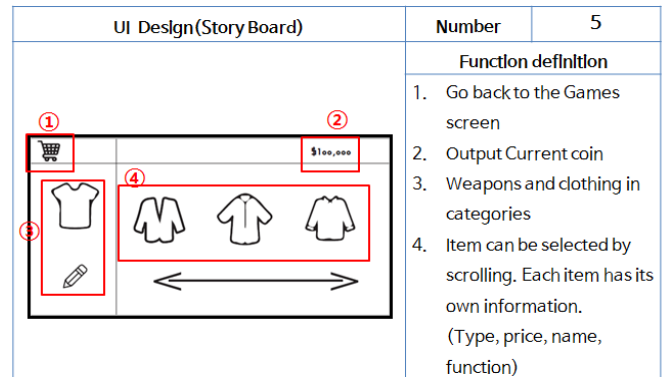 UI Design(Story Board)
Number
5
Function definition
①
②
$100,000
④
③
1. Go back to the Games
screen
2. Output Current coin
3. Weapons and clothing in
categories
4. Item can be selected by
scrolling. Each item has its
own information.
(Type, price, name,
function)